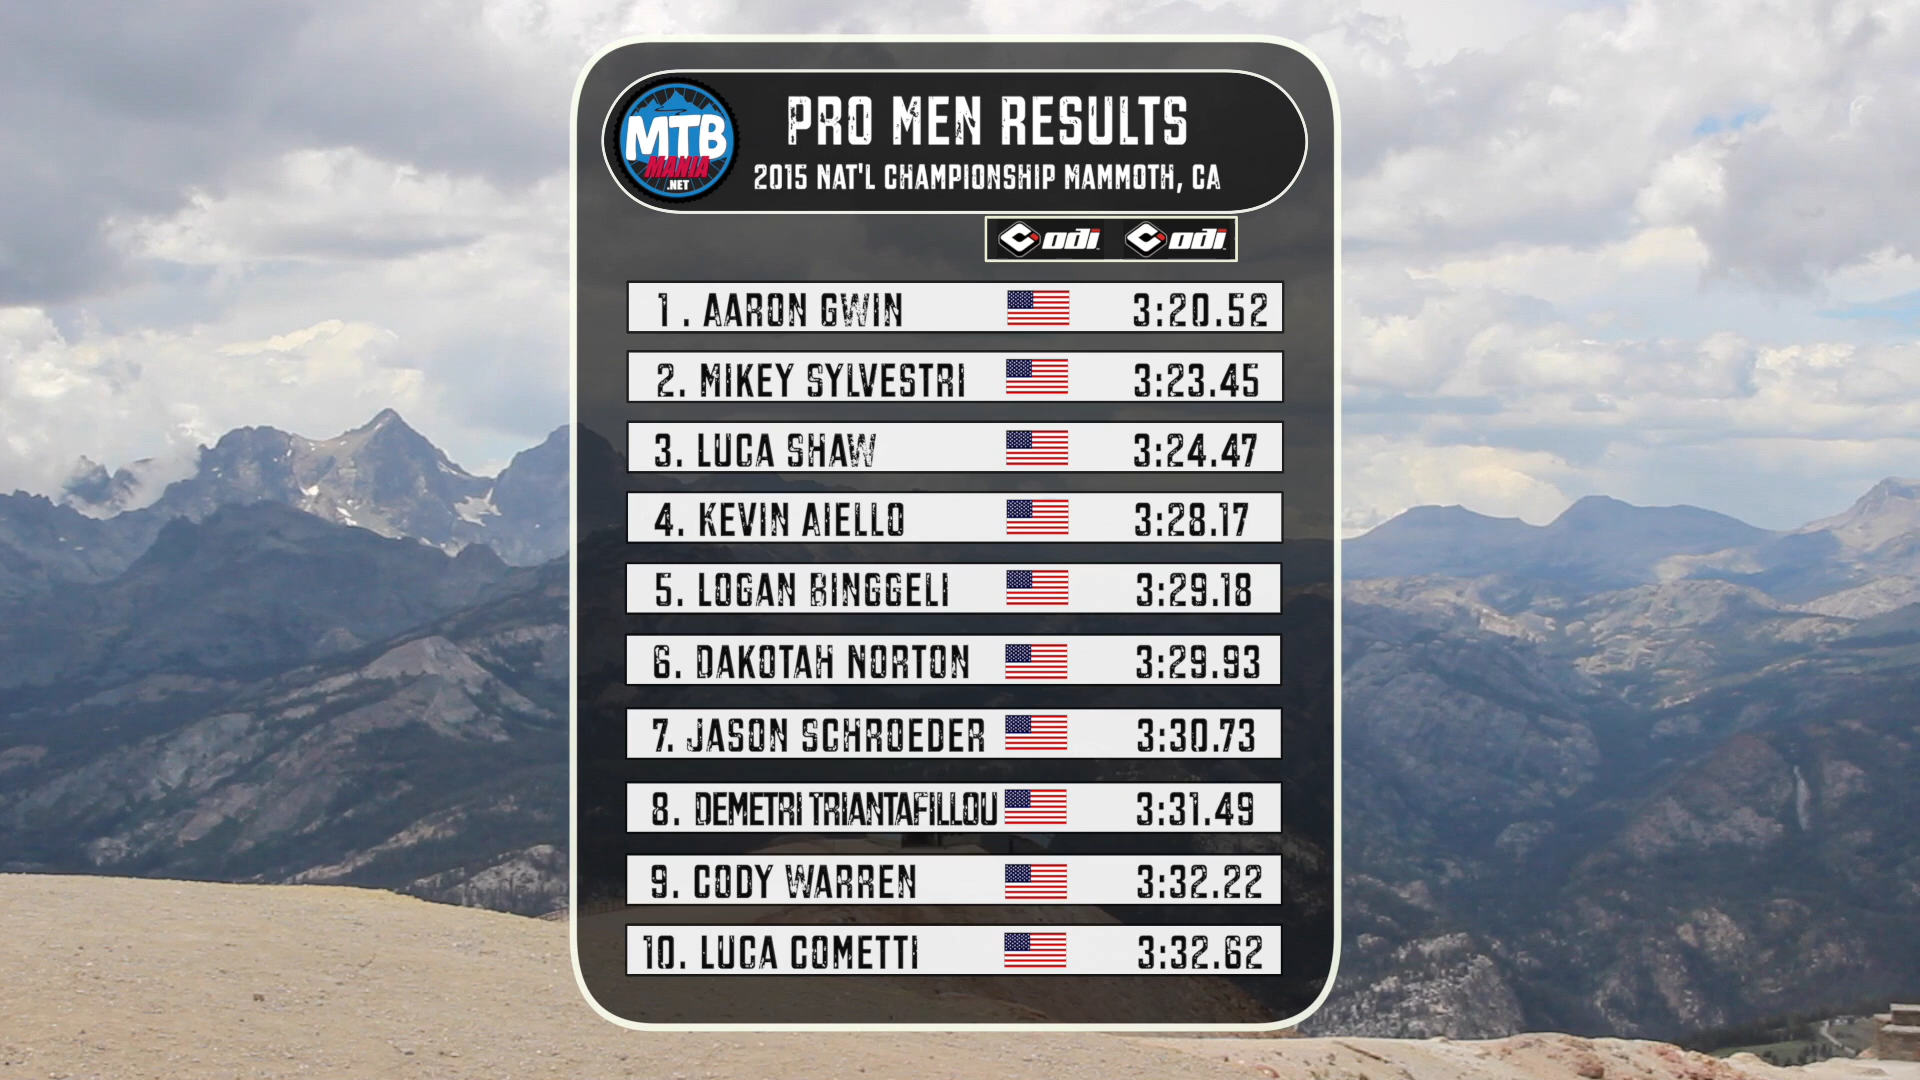 MTB
MANIA
.NET
PRO MEN RESULTS
2015 NAT'L CHAMPIONSHIP MAMMOTH, CA
ODI ODI
1. AARON GWIN 3:20.52
2. MIKEY SYLVESTRI 3:23.45
3. LUCA SHAW 3:24.47
4. KEVIN AIELLO 3:28.17
5. LOGAN BINGGELI 3:29.18
6. DAKOTAH NORTON 3:29.93
7. JASON SCHROEDER 3:30.73
8. DEMETRI TRIANTAFILLOU 3:31.49
9. CODY WARREN 3:32.22
10. LUCA COMETTI 3:32.62